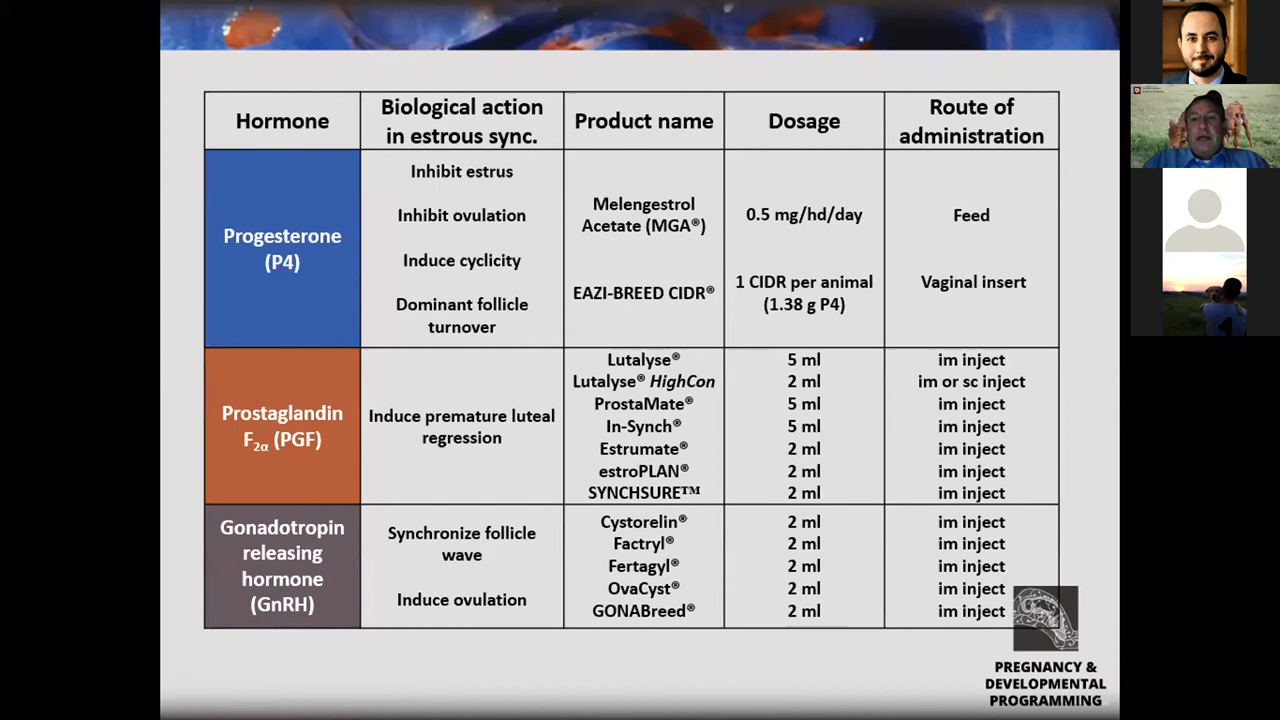 Hormone
Biological action
in estrous sync.
Product name
Dosage
Route of
administration
Progesterone
(P4)
Inhibit estrus
Inhibit ovulation
Induce cyclicity
Dominant follicle
turnover
Melengestrol
Acetate (MGA®)
0.5 mg/hd/day
Feed
EAZI-BREED CIDR®
1 CIDR per animal
(1.38 g P4)
Vaginal insert
Prostaglandin
F2α (PGF)
Induce premature luteal
regression
Lutalyse® 5 ml im inject
Lutalyse® HighCon 2 ml im or sc inject
ProstaMate® 5 ml im inject
In-Synch® 5 ml im inject
Estrumate® 2 ml im inject
estroPLAN® 2 ml im inject
SYNCHSURE™ 2 ml im inject
Gonadotropin
releasing
hormone
(GnRH)
Synchronize follicle
wave
Induce ovulation
Cystorelin® 2 ml im inject
Factryl® 2 ml im inject
Fertagyl® 2 ml im inject
OvaCyst® 2 ml im inject
GONABreed® 2 ml im inject
PREGNANCY &
DEVELOPMENTAL
PROGRAMMING